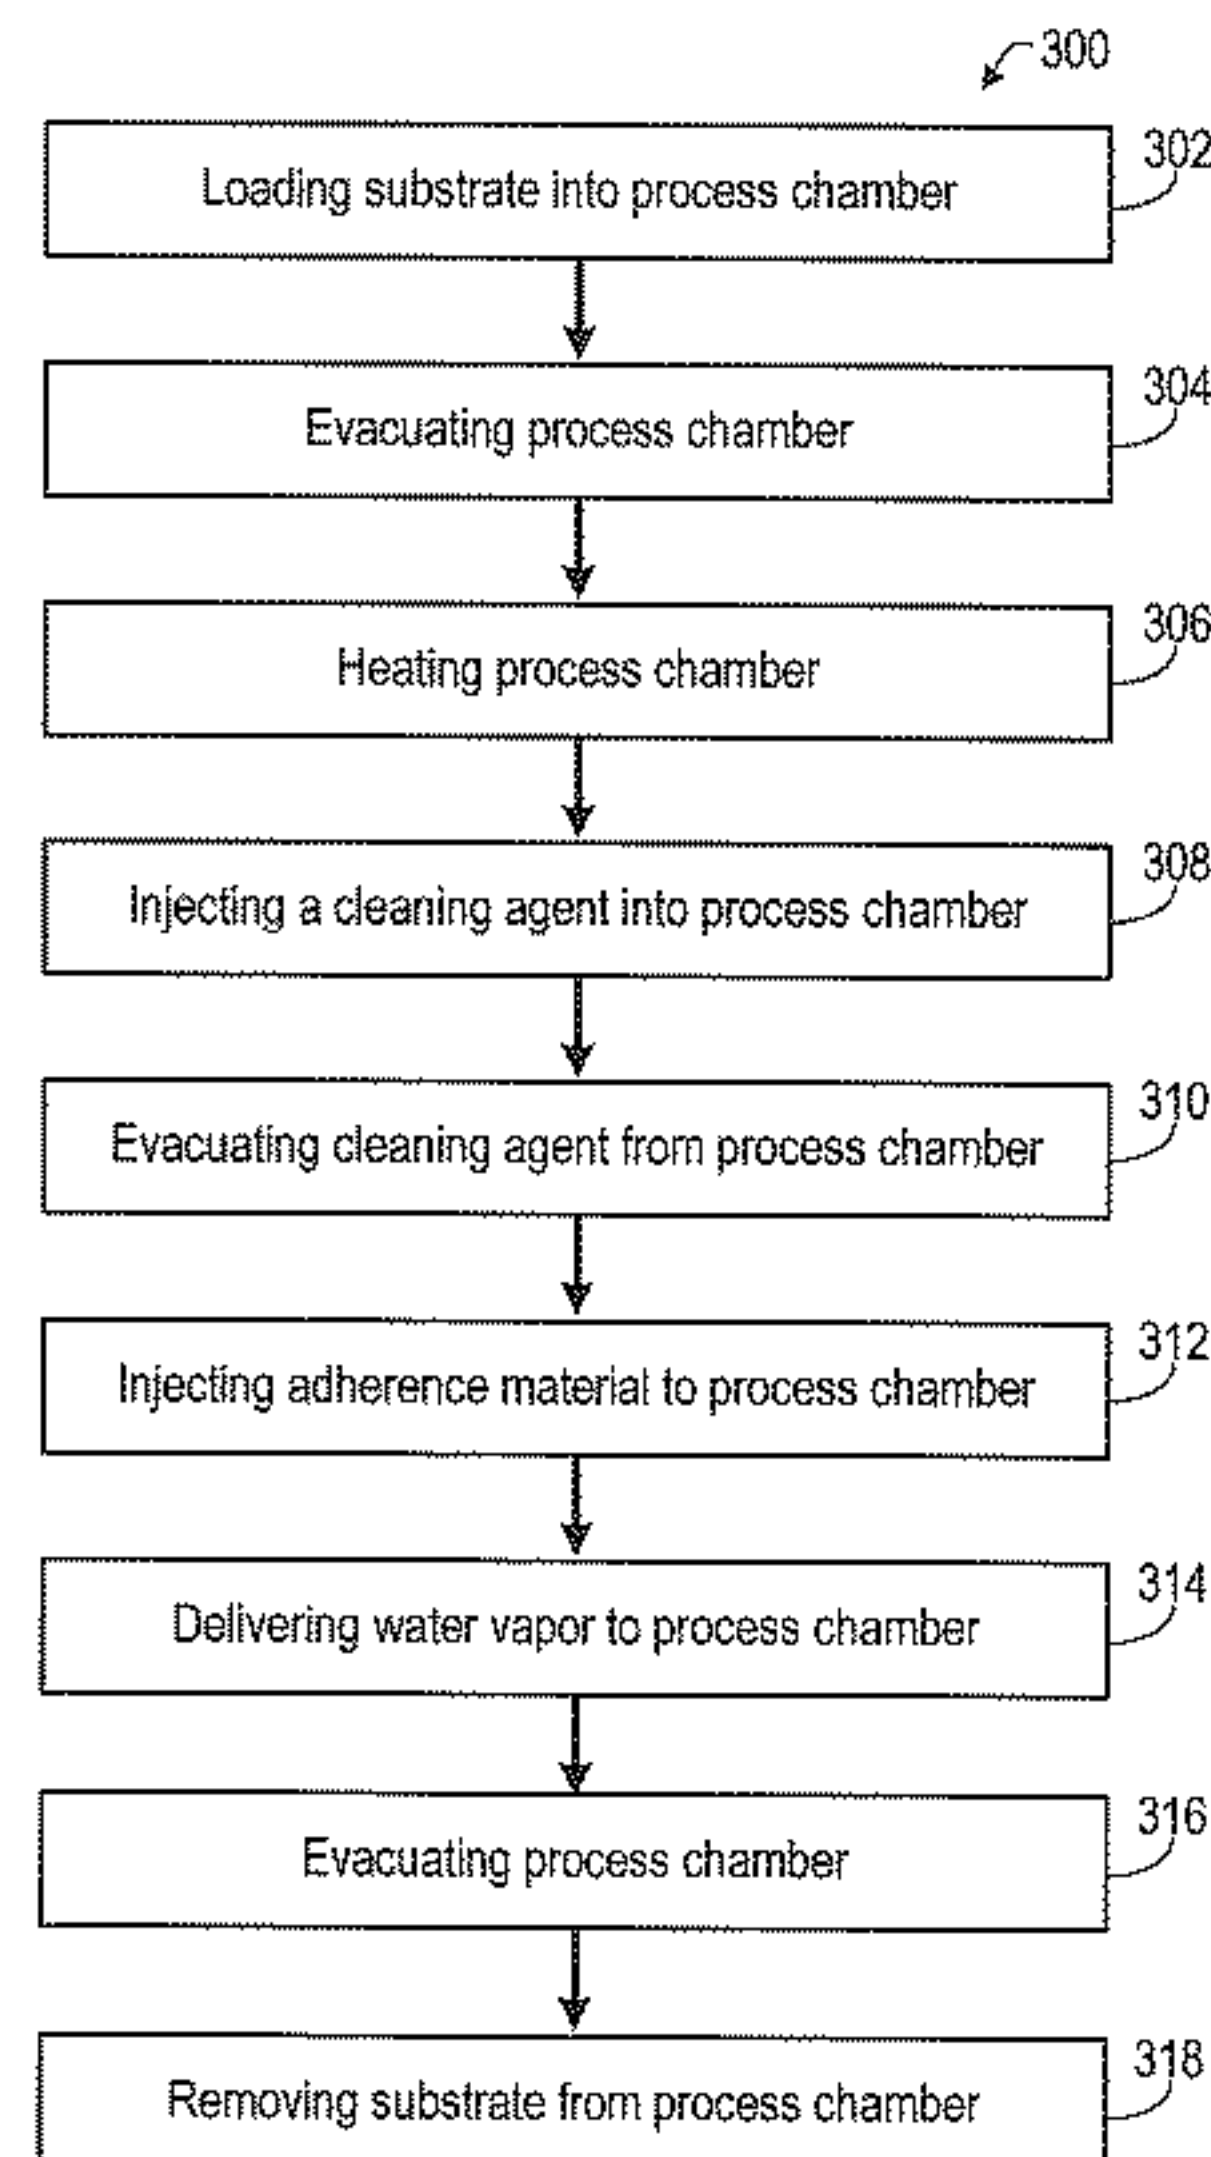 300
302
Loading substrate into process chamber
304
Evacuating process chamber
306
Heating process chamber
308
Injecting a cleaning agent into process chamber
310
Evacuating cleaning agent from process chamber
312
Injecting adherence material to process chamber
314
Delivering water vapor to process chamber
316
Evacuating process chamber
318
Removing substrate from process chamber